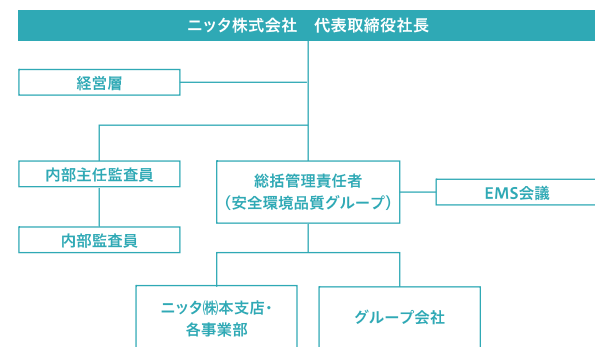 ニッタ株式会社　代表取締役社長
経営層
内部主任監査員
総括管理責任者
（安全環境品質グループ）
EMS会議
内部監査員
ニッタ㈱本支店・
各事業部
グループ会社